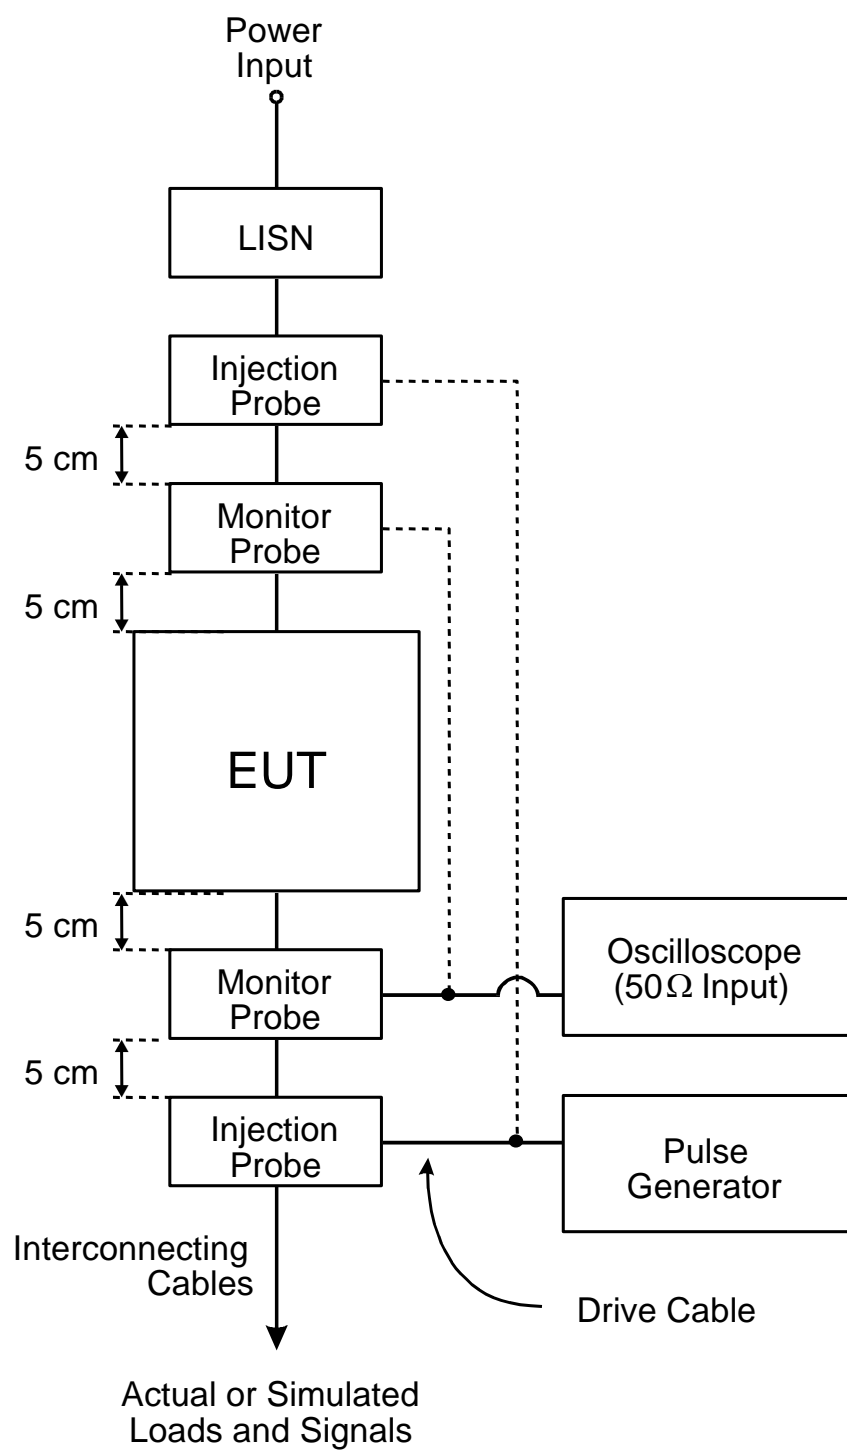 Power
Input
LISN
Injection
Probe
5 cm
Monitor
Probe
5 cm
EUT
5 cm
Monitor
Probe
Oscilloscope
(50Ω Input)
5 cm
Injection
Probe
Pulse
Generator
Interconnecting
Cables
Drive Cable
Actual or Simulated
Loads and Signals